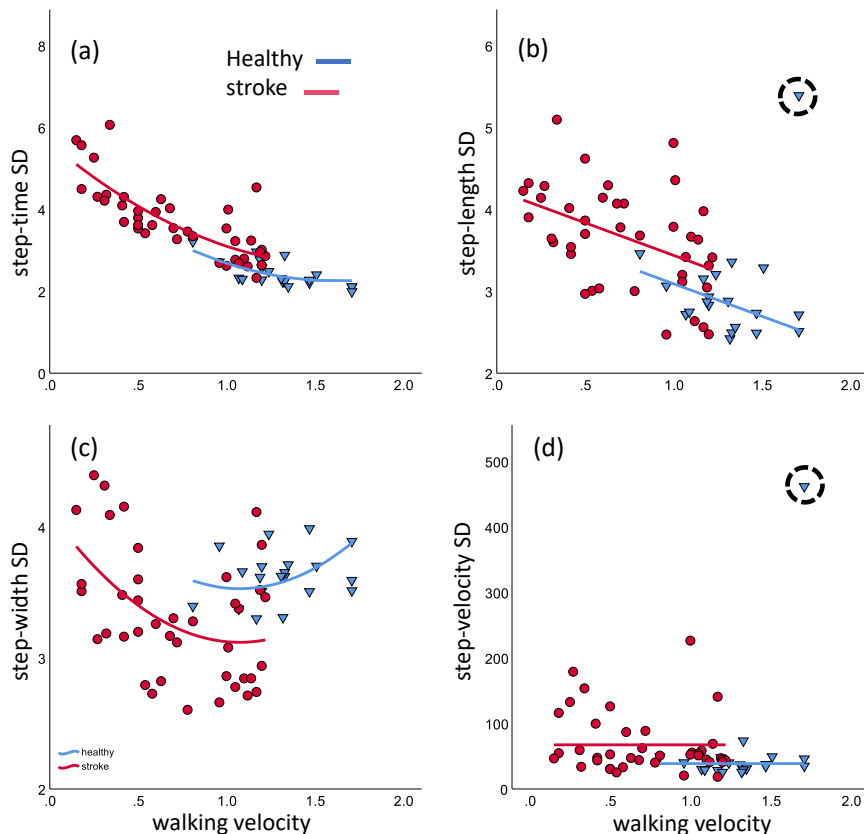 (a)
Healthy
stroke
step-time SD
8
6
4
2
0
.0
.5
1.0
1.5
2.0
(b)
step-length SD
6
5
4
3
2
.0
.5
1.0
1.5
2.0
(c)
step-width SD
4
3
2
healthy
stroke
.0
.5
1.0
1.5
2.0
walking velocity
(d)
step-velocity SD
500
400
300
200
100
0
.0
.5
1.0
1.5
2.0
walking velocity